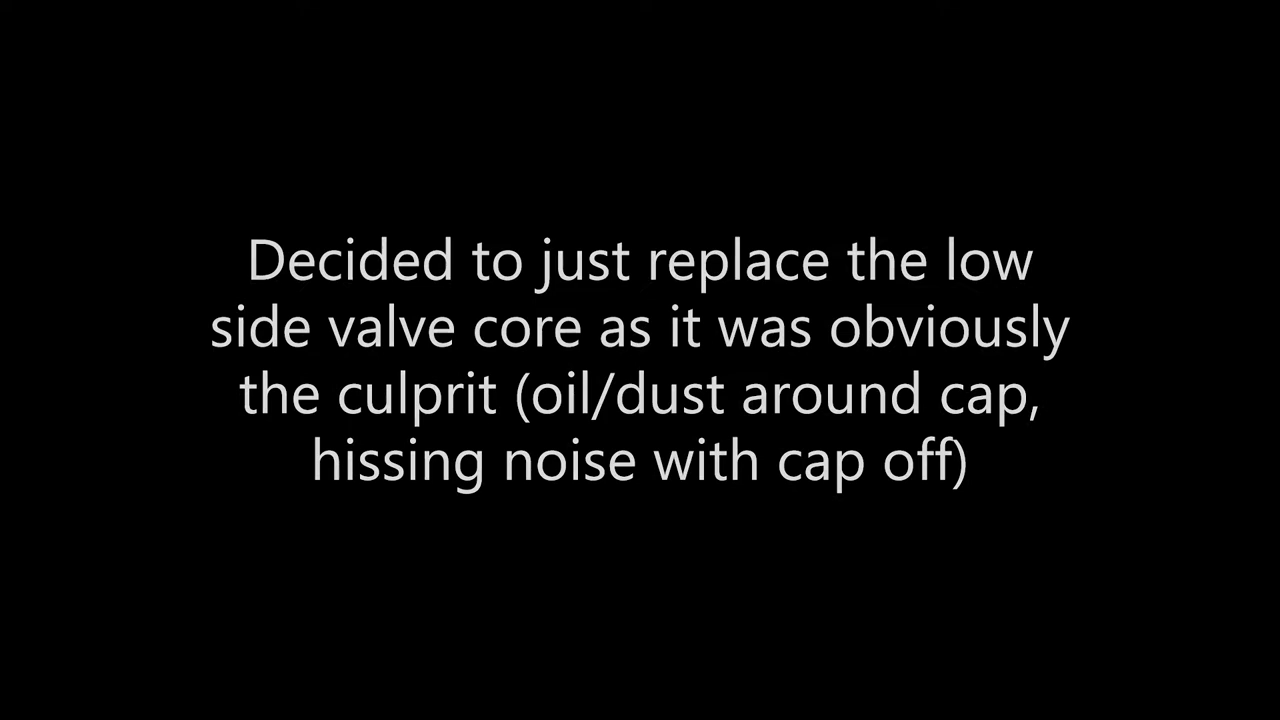 Decided to just replace the low
side valve core as it was obviously
the culprit (oil/dust around cap,
hissing noise with cap off)